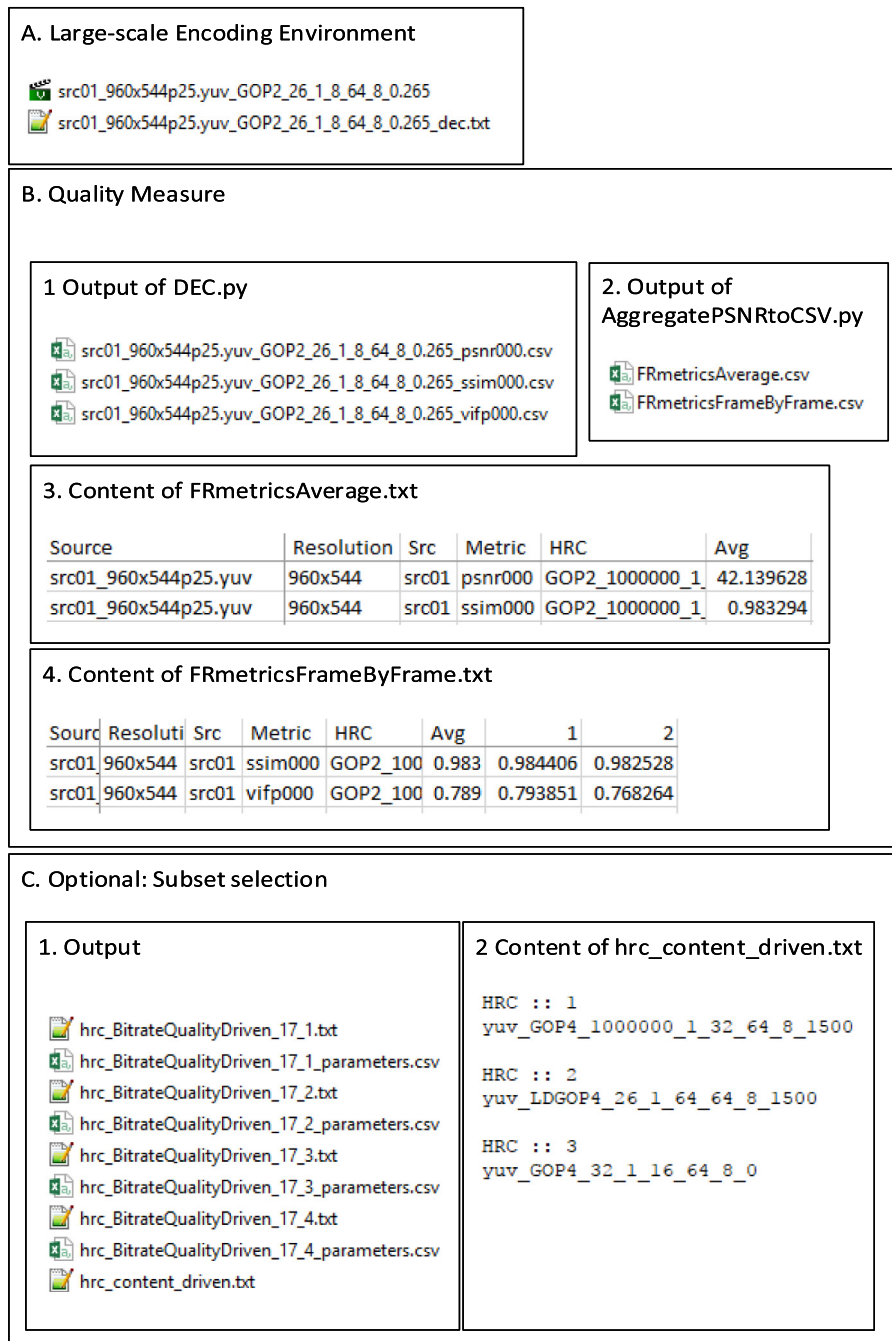 A. Large-scale Encoding Environment
src01_960x544p25.yuv_GOP2_26_1_8_64_8_0.265
src01_960x544p25.yuv_GOP2_26_1_8_64_8_0.265_dec.txt
B. Quality Measure
1 Output of DEC.py
src01_960x544p25.yuv_GOP2_26_1_8_64_8_0.265_psnr000.csv
src01_960x544p25.yuv_GOP2_26_1_8_64_8_0.265_ssim000.csv
src01_960x544p25.yuv_GOP2_26_1_8_64_8_0.265_vifp000.csv
2. Output of
AggregatePSNRtoCSV.py
FRmetricsAverage.csv
FRmetricsFrameByFrame.csv
3. Content of FRmetricsAverage.txt
Source Resolution Src Metric HRC Avg
src01_960x544p25.yuv 960x544 src01 psnr000 GOP2_1000000_1_ 42.139628
src01_960x544p25.yuv 960x544 src01 ssim000 GOP2_1000000_1_ 0.983294
4. Content of FRmetricsFrameByFrame.txt
Sourc Resoluti Src Metric HRC Avg 1 2
src01_ 960x544 src01 ssim000 GOP2_100 0.983 0.984406 0.982528
src01_ 960x544 src01 vifp000 GOP2_100 0.789 0.793851 0.768264
C. Optional: Subset selection
1. Output
hrc_BitrateQualityDriven_17_1.txt
hrc_BitrateQualityDriven_17_1_parameters.csv
hrc_BitrateQualityDriven_17_2.txt
hrc_BitrateQualityDriven_17_2_parameters.csv
hrc_BitrateQualityDriven_17_3.txt
hrc_BitrateQualityDriven_17_3_parameters.csv
hrc_BitrateQualityDriven_17_4.txt
hrc_BitrateQualityDriven_17_4_parameters.csv
hrc_content_driven.txt
2 Content of hrc_content_driven.txt
HRC :: 1
yuv_GOP4_1000000_1_32_64_8_1500
HRC :: 2
yuv_LDGOP4_26_1_64_64_8_1500
HRC :: 3
yuv_GOP4_32_1_16_64_8_0